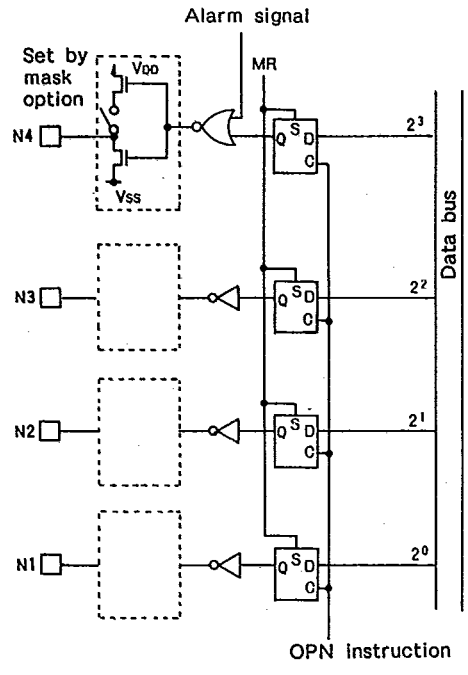 Alarm signal
Set by
mask
option
VDD
MR
N4
Q S D
C
2³
VSS
Data bus
N3
Q S D
C
2²
N2
Q S D
C
2¹
N1
Q S D
C
2⁰
OPN instruction